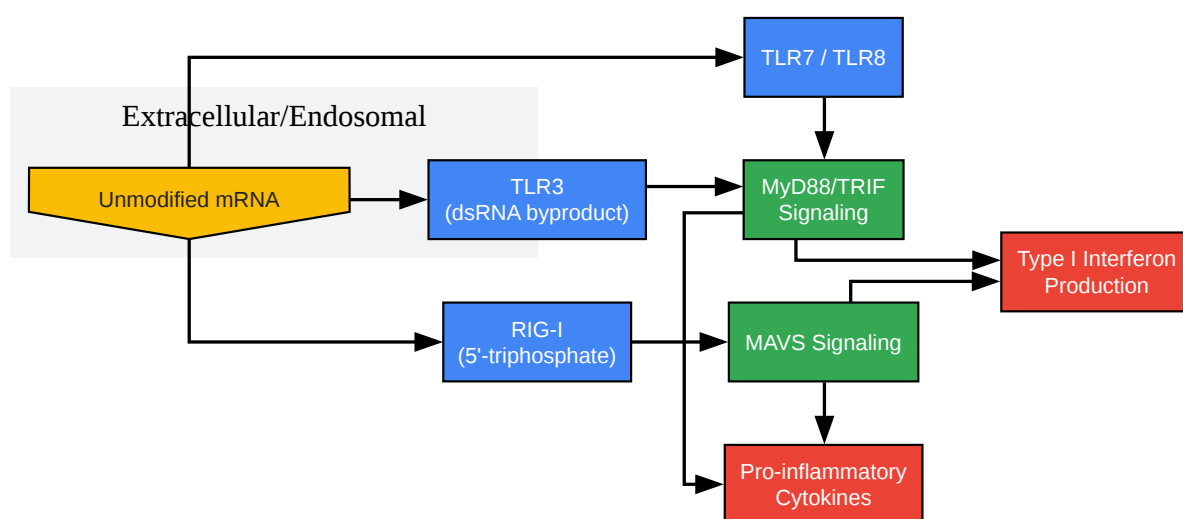 TLR7 / TLR8
Extracellular/Endosomal
Unmodified mRNA
TLR3
(dsRNA byproduct)
MyD88/TRIF
Signaling
Type I Interferon
Production
RIG-I
(5'-triphosphate)
MAVS Signaling
Pro-inflammatory
Cytokines